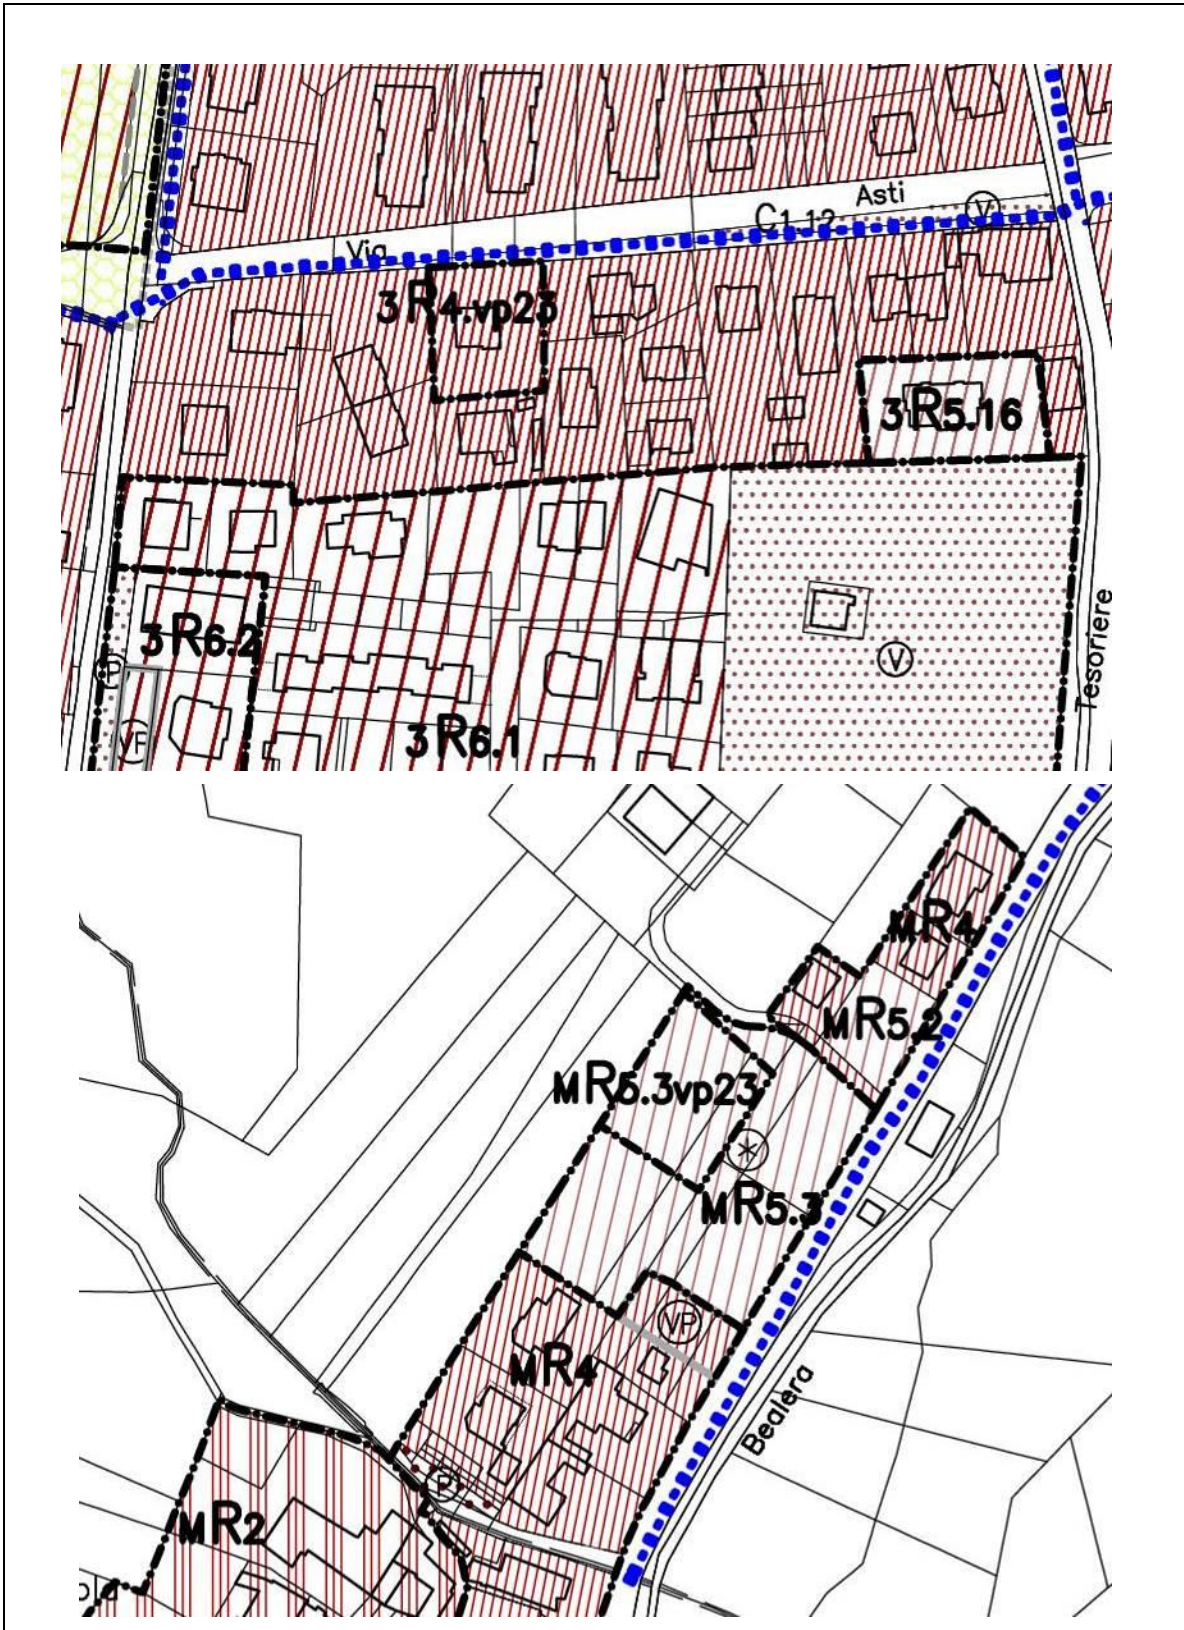 Asti
C1.12
V
Via
3R4.vp23
3R5.16
3R6.2
P
V
Tesoriere
VP
3R6.1
MR4
MR5.2
MR5.3vp23
*
MR5.3
VP
MR4
Bealera
P
MR2